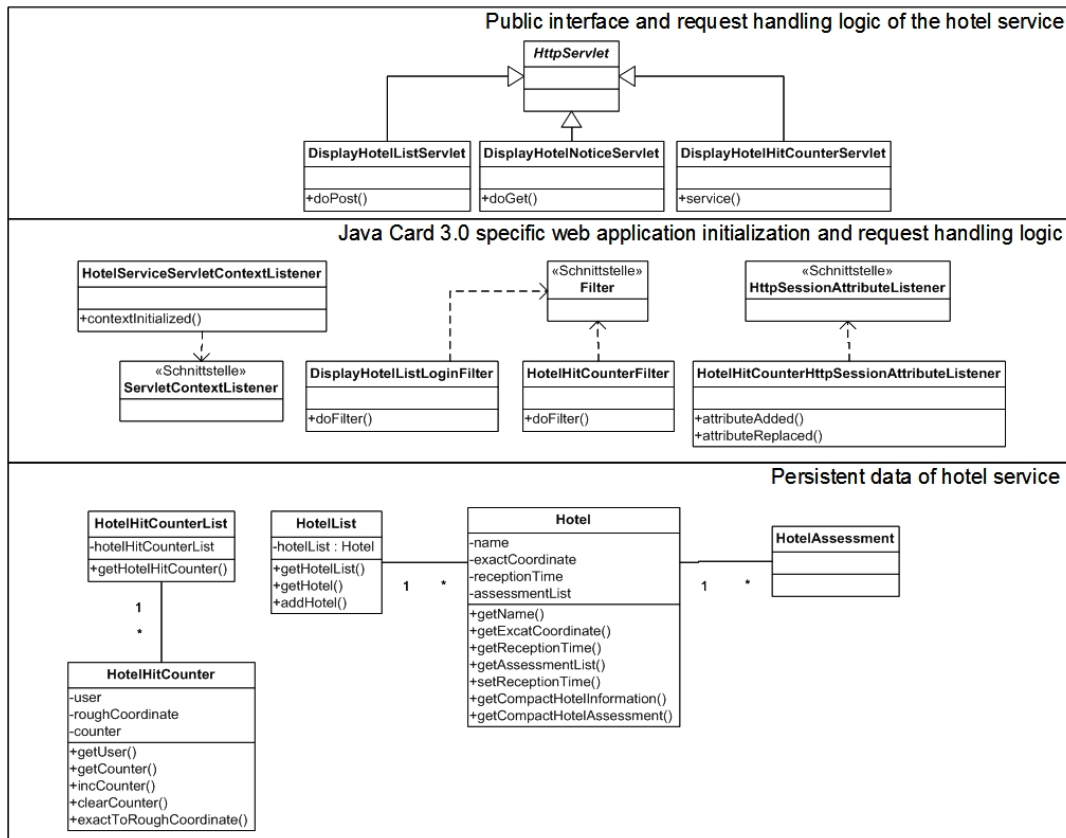 Public interface and request handling logic of the hotel service
HttpServlet
DisplayHotelListServlet
+doPost()
DisplayHotelNoticeServlet
+doGet()
DisplayHotelHitCounterServlet
+service()
Java Card 3.0 specific web application initialization and request handling logic
HotelServiceServletContextListener
+contextInitialized()
«Schnittstelle»
ServletContextListener
«Schnittstelle»
Filter
«Schnittstelle»
HttpSessionAttributeListener
DisplayHotelListLoginFilter
+doFilter()
HotelHitCounterFilter
+doFilter()
HotelHitCounterHttpSessionAttributeListener
+attributeAdded()
+attributeReplaced()
Persistent data of hotel service
HotelHitCounterList
-hotelHitCounterList
+getHotelHitCounter()
1
*
HotelHitCounter
-user
-roughCoordinate
-counter
+getUser()
+getCounter()
+incCounter()
+clearCounter()
+exactToRoughCoordinate()
HotelList
-hotelList : Hotel
+getHotelList()
+getHotel()
+addHotel()
1
*
Hotel
-name
-exactCoordinate
-receptionTime
-assessmentList
+getName()
+getExcatCoordinate()
+getReceptionTime()
+getAssessmentList()
+setReceptionTime()
+getCompactHotelInformation()
+getCompactHotelAssessment()
1
*
HotelAssessment